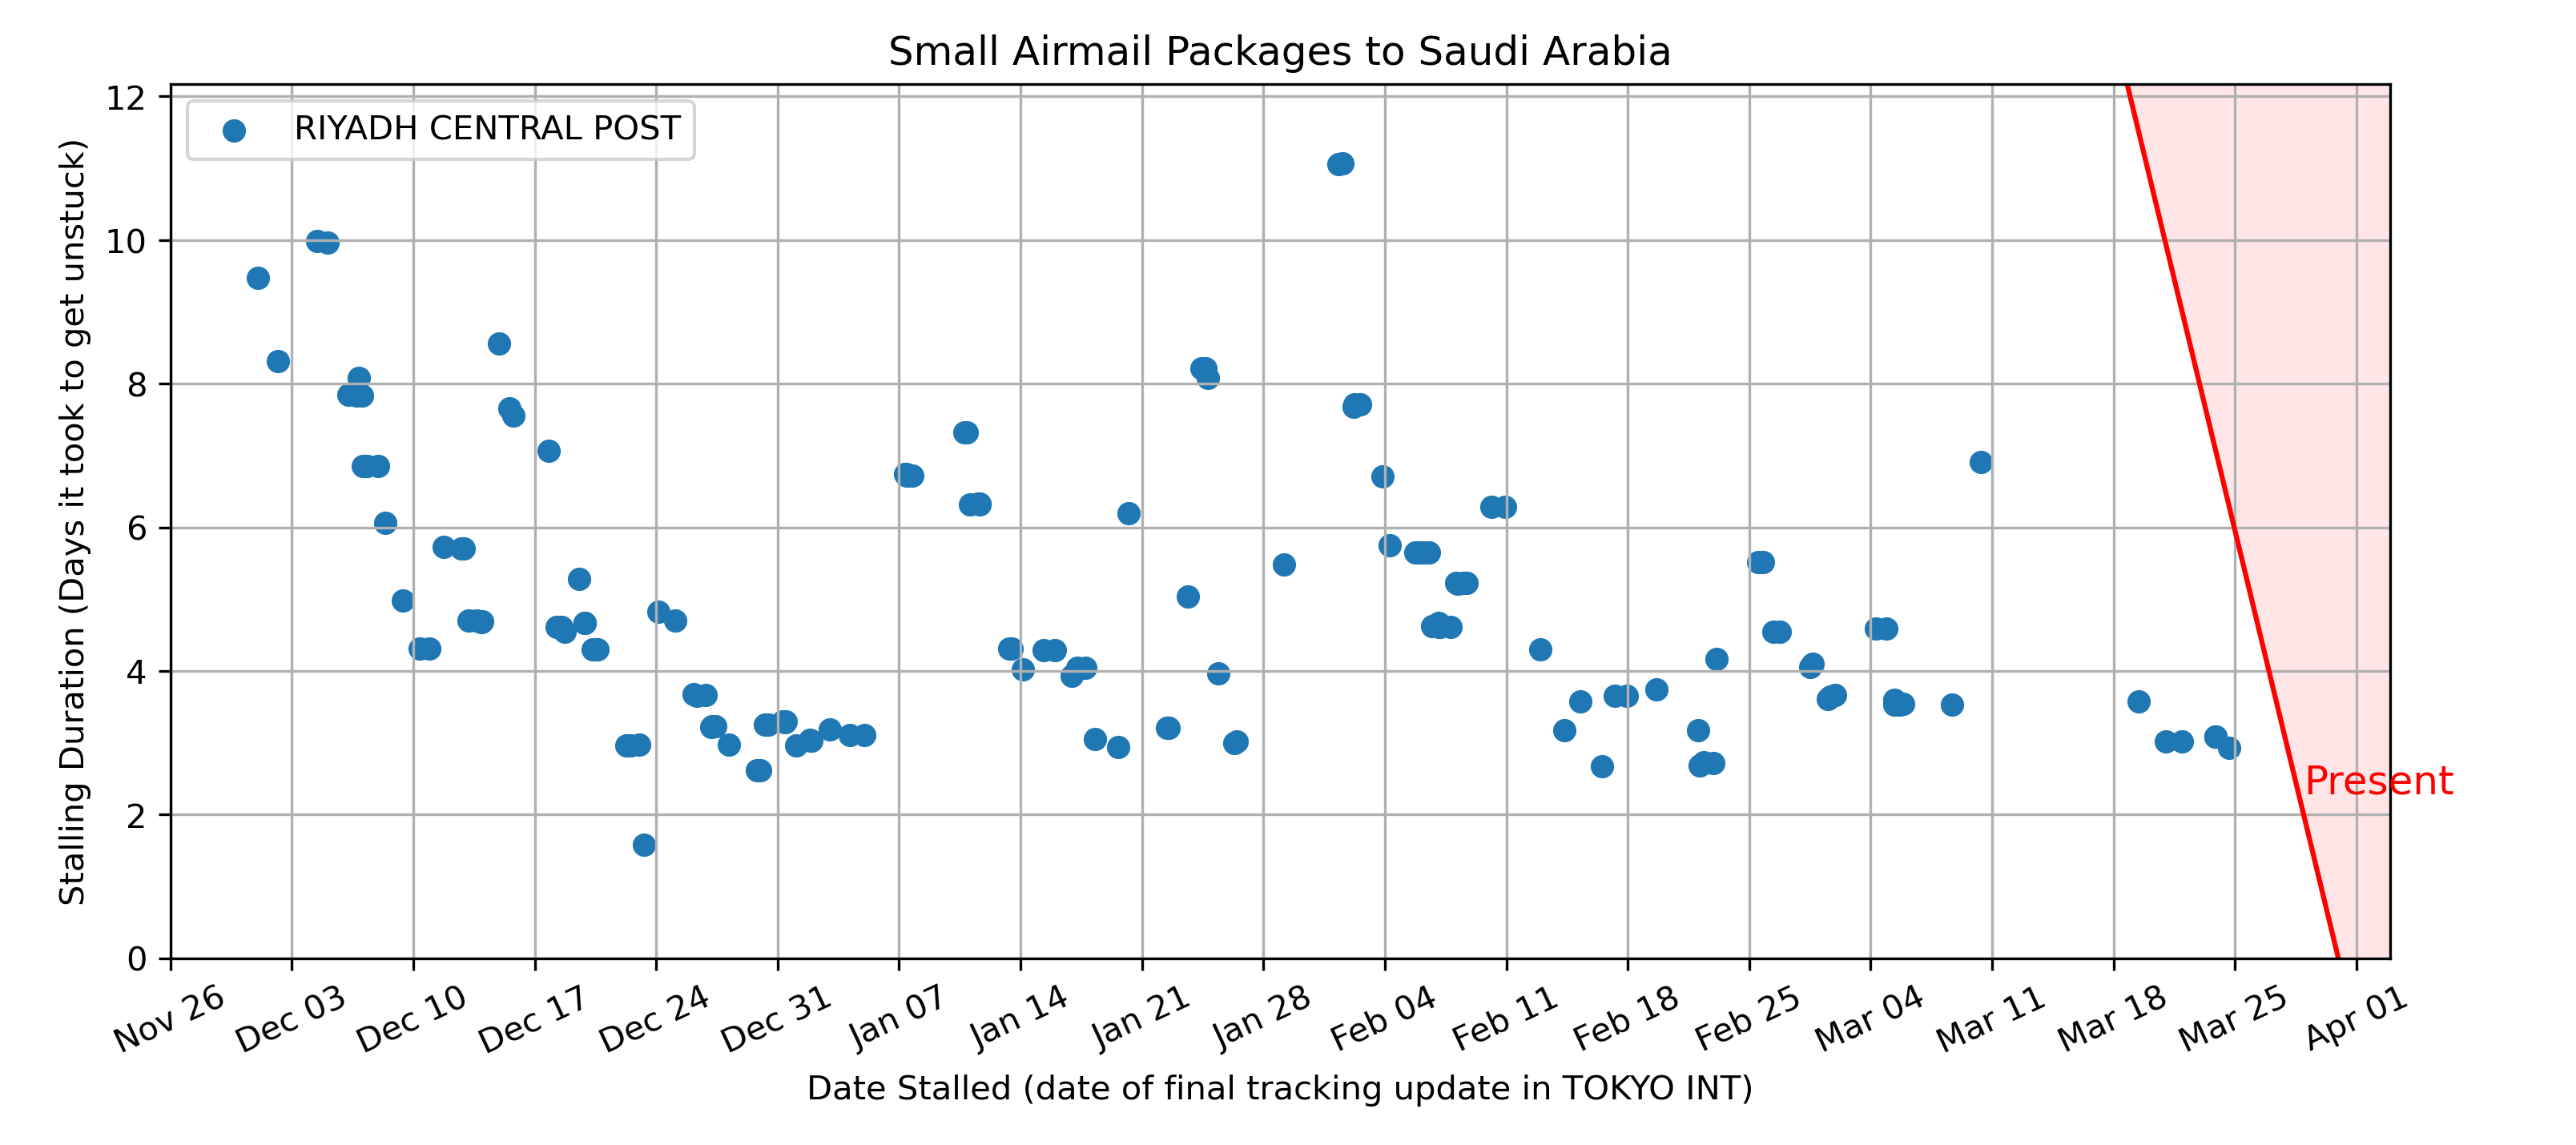 Small Airmail Packages to Saudi Arabia
RIYADH CENTRAL POST
Stalling Duration (Days it took to get unstuck)
12
10
8
6
4
2
0
Present
Nov 26
Dec 03
Dec 10
Dec 17
Dec 24
Dec 31
Jan 07
Jan 14
Jan 21
Jan 28
Feb 04
Feb 11
Feb 18
Feb 25
Mar 04
Mar 11
Mar 18
Mar 25
Apr 01
Date Stalled (date of final tracking update in TOKYO INT)